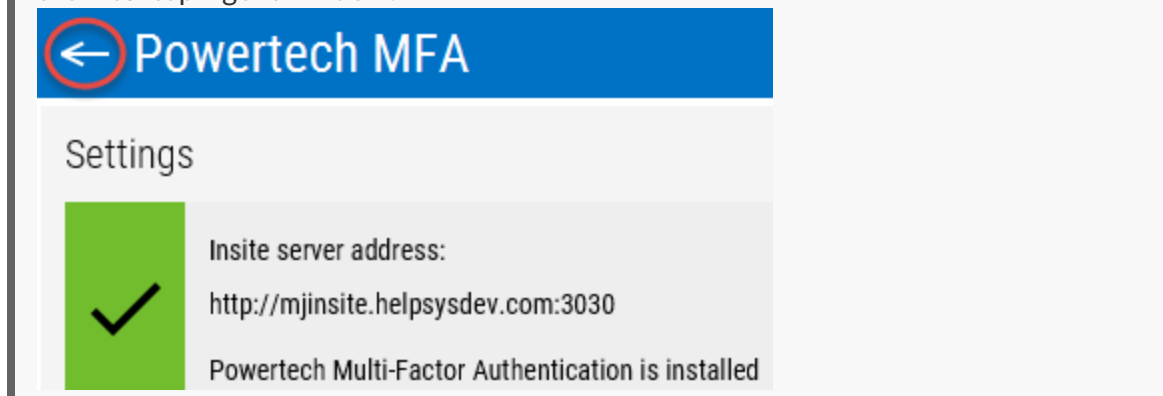 Powertech MFA
Settings
Insite server address:
http://mjinsite.helpsysdev.com:3030
Powertech Multi-Factor Authentication is installed